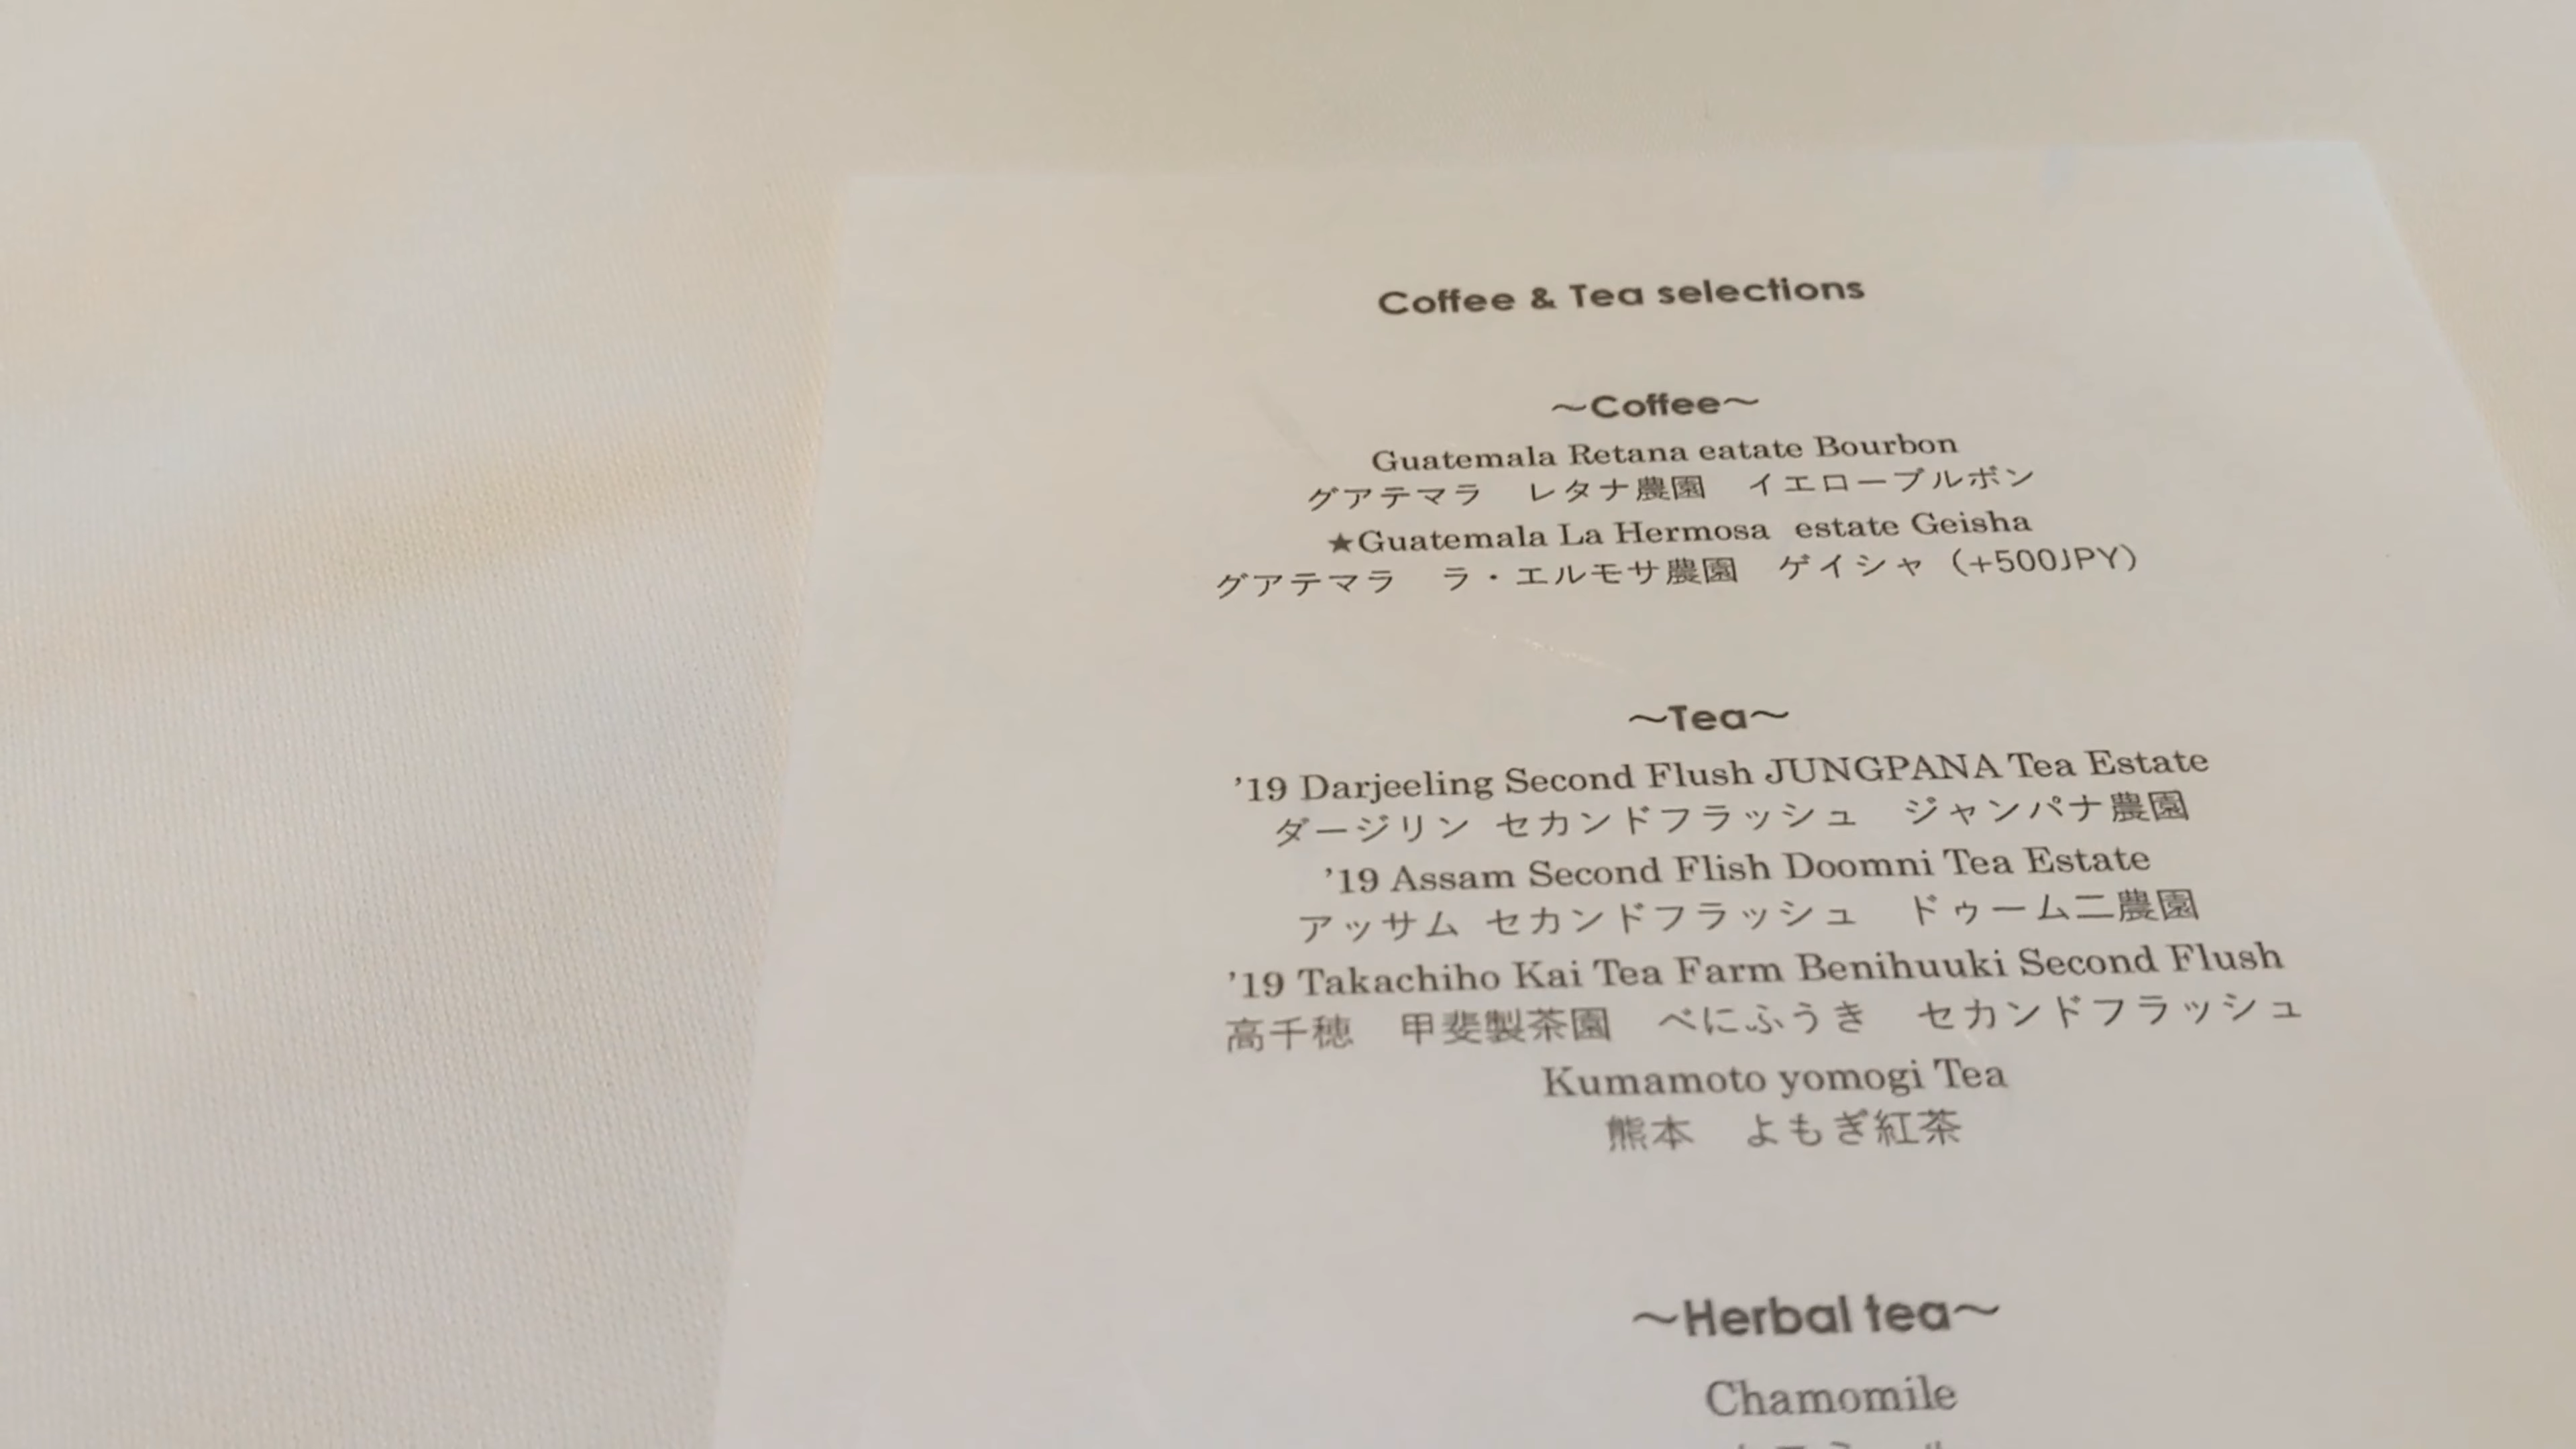 Coffee & Tea selections
～Coffee～
Guatemala Retana eatate Bourbon
グアテマラ　レタナ農園　イエローブルボン
★Guatemala La Hermosa estate Geisha
グアテマラ　ラ・エルモサ農園　ゲイシャ（+500JPY）
～Tea～
’19 Darjeeling Second Flush JUNGPANA Tea Estate
ダージリン セカンドフラッシュ　ジャンパナ農園
’19 Assam Second Flish Doomni Tea Estate
アッサム セカンドフラッシュ　ドゥームニ農園
’19 Takachiho Kai Tea Farm Benihuuki Second Flush
高千穂　甲斐製茶園　べにふうき　セカンドフラッシュ
Kumamoto yomogi Tea
熊本　よもぎ紅茶
～Herbal tea～
Chamomile